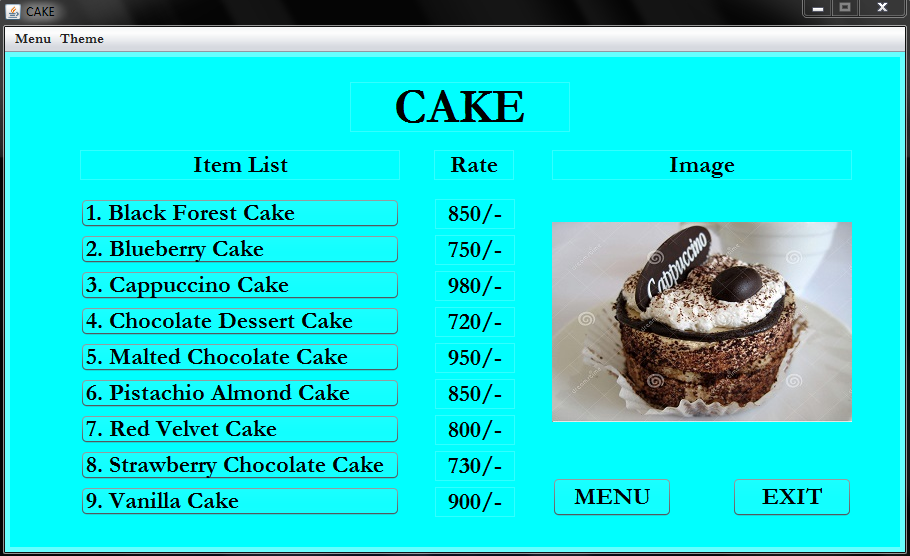 CAKE
Menu Theme
CAKE
Item List Rate Image
1. Black Forest Cake 850/-
2. Blueberry Cake 750/-
3. Cappuccino Cake 980/-
4. Chocolate Dessert Cake 720/-
5. Malted Chocolate Cake 950/-
6. Pistachio Almond Cake 850/-
7. Red Velvet Cake 800/-
8. Strawberry Chocolate Cake 730/-
9. Vanilla Cake 900/-
Cappuccino
MENU EXIT